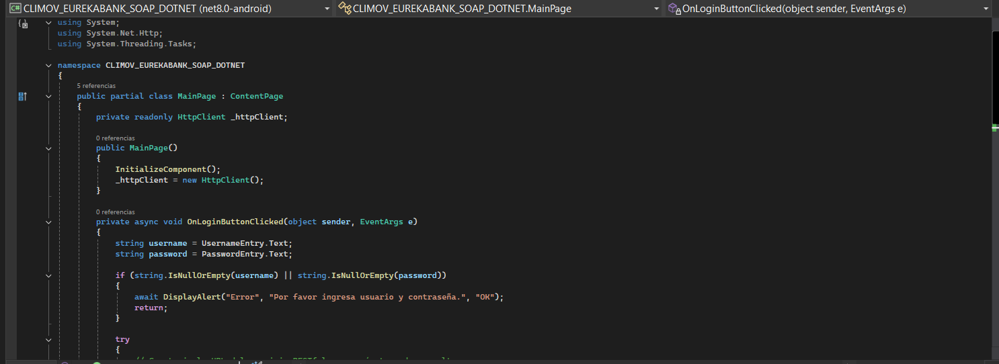 C# CLIMOV_EUREKABANK_SOAP_DOTNET (net8.0-android) CLIMOV_EUREKABANK_SOAP_DOTNET.MainPage OnLoginButtonClicked(object sender, EventArgs e)
using System;
using System.Net.Http;
using System.Threading.Tasks;
namespace CLIMOV_EUREKABANK_SOAP_DOTNET
{
5 referencias
public partial class MainPage : ContentPage
{
private readonly HttpClient _httpClient;
0 referencias
public MainPage()
{
InitializeComponent();
_httpClient = new HttpClient();
}
0 referencias
private async void OnLoginButtonClicked(object sender, EventArgs e)
{
string username = UsernameEntry.Text;
string password = PasswordEntry.Text;
if (string.IsNullOrEmpty(username) || string.IsNullOrEmpty(password))
{
await DisplayAlert("Error", "Por favor ingresa usuario y contraseña.", "OK");
return;
}
try
{